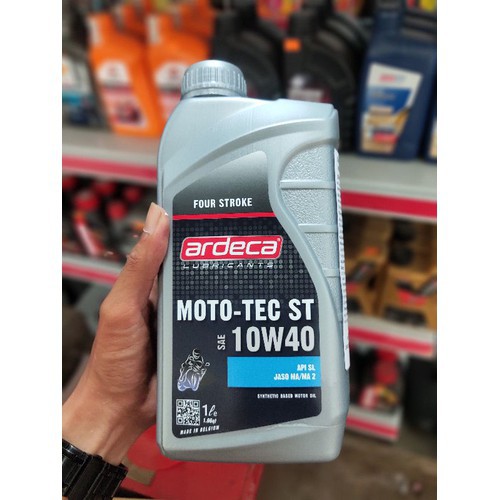 FOUR STROKE
ardeca
LUBRICANTS
MOTO-TEC ST
SAE 10W40
API SL
JASO MA/MA 2
SYNTHETIC BASED MOTOR OIL
1Le
MADE IN BELGIUM